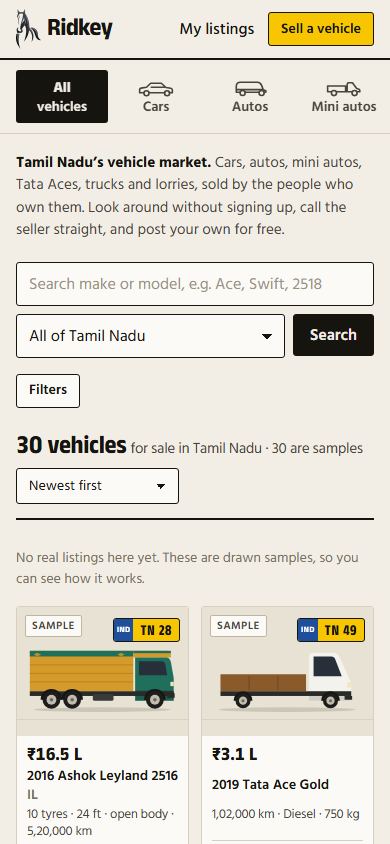 Ridkey
My listings
Sell a vehicle
All
vehicles
Cars
Autos
Mini autos
Tamil Nadu’s vehicle market. Cars, autos, mini autos,
Tata Aces, trucks and lorries, sold by the people who
own them. Look around without signing up, call the
seller straight, and post your own for free.
Search make or model, e.g. Ace, Swift, 2518
All of Tamil Nadu
Search
Filters
30 vehicles for sale in Tamil Nadu · 30 are samples
Newest first
No real listings here yet. These are drawn samples, so you
can see how it works.
SAMPLE
IND TN 28
₹16.5 L
2016 Ashok Leyland 2516
IL
10 tyres · 24 ft · open body ·
5,20,000 km
SAMPLE
IND TN 49
₹3.1 L
2019 Tata Ace Gold
1,02,000 km · Diesel · 750 kg